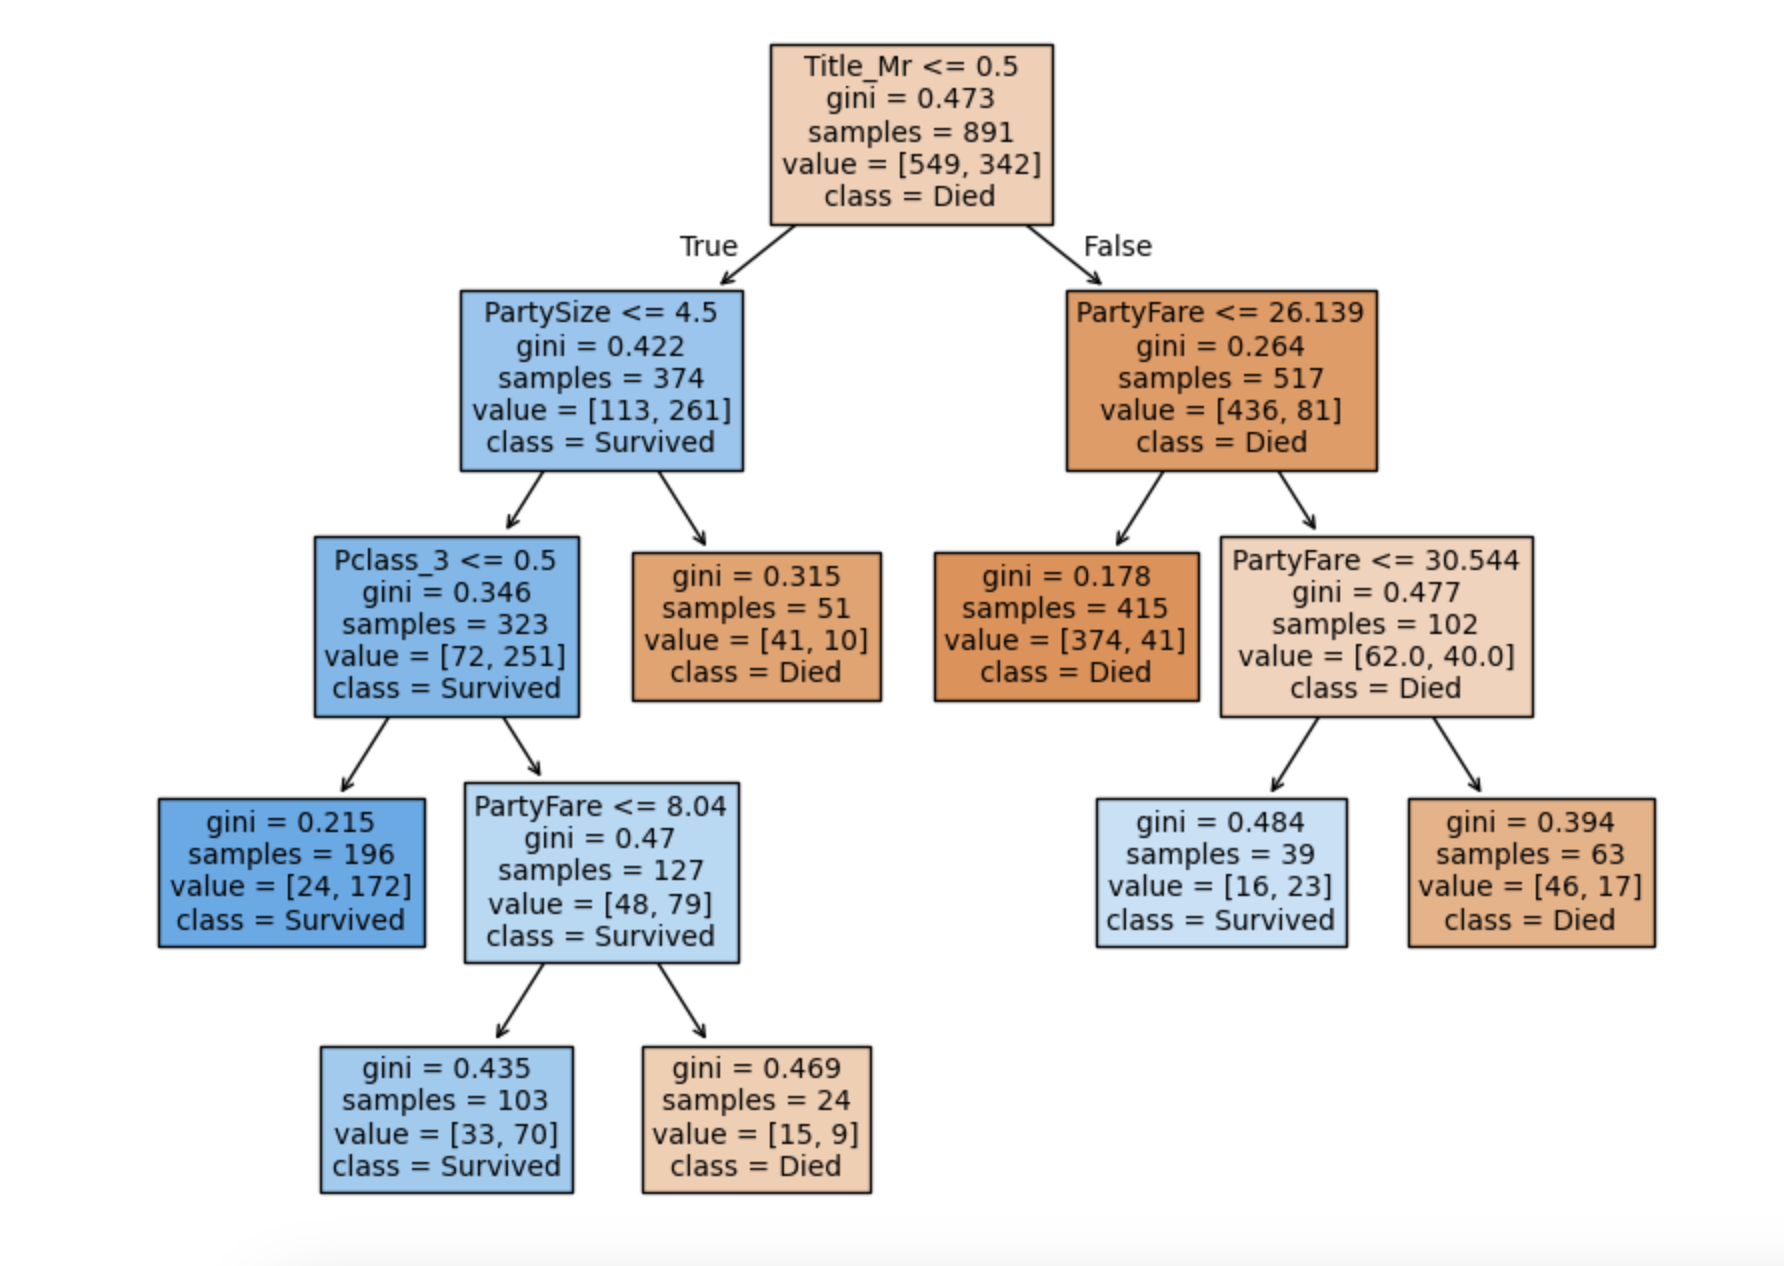 Title_Mr <= 0.5
gini = 0.473
samples = 891
value = [549, 342]
class = Died
True
False
PartySize <= 4.5
gini = 0.422
samples = 374
value = [113, 261]
class = Survived
PartyFare <= 26.139
gini = 0.264
samples = 517
value = [436, 81]
class = Died
Pclass_3 <= 0.5
gini = 0.346
samples = 323
value = [72, 251]
class = Survived
gini = 0.315
samples = 51
value = [41, 10]
class = Died
gini = 0.178
samples = 415
value = [374, 41]
class = Died
PartyFare <= 30.544
gini = 0.477
samples = 102
value = [62.0, 40.0]
class = Died
gini = 0.215
samples = 196
value = [24, 172]
class = Survived
PartyFare <= 8.04
gini = 0.47
samples = 127
value = [48, 79]
class = Survived
gini = 0.484
samples = 39
value = [16, 23]
class = Survived
gini = 0.394
samples = 63
value = [46, 17]
class = Died
gini = 0.435
samples = 103
value = [33, 70]
class = Survived
gini = 0.469
samples = 24
value = [15, 9]
class = Died